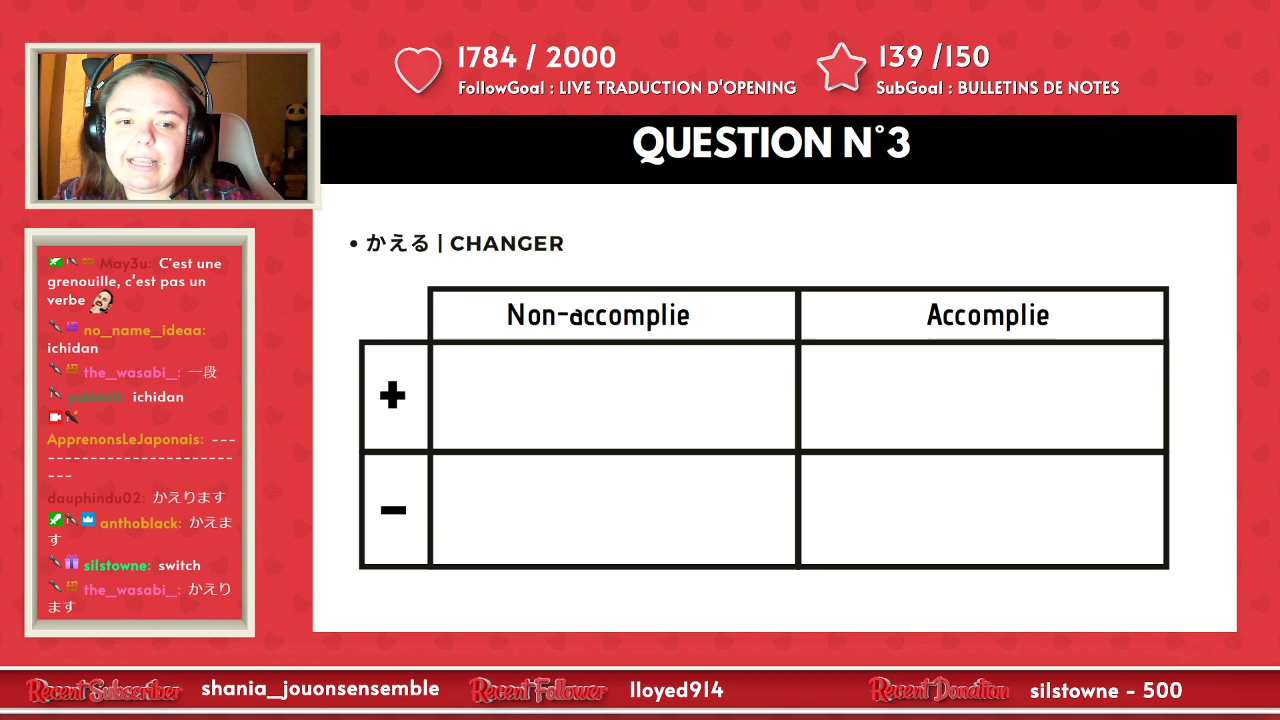 1784 / 2000
FollowGoal : LIVE TRADUCTION D'OPENING
139 /150
SubGoal : BULLETINS DE NOTES
QUESTION N°3
• かえる | CHANGER
Non-accomplie
Accomplie
+
−
May3u: C'est une
grenouille, c'est pas un
verbe
no_name_ideaa:
ichidan
the_wasabi_: 一段
yukimiii: ichidan
ApprenonsLeJaponais: ---
-----------------------
---
dauphindu02: かえります
anthoblack: かえま
す
silstowne: switch
the_wasabi_: かえり
ます
Recent Subscriber shania_jouonsensemble
Recent Follower lloyed914
Recent Donation silstowne - 500